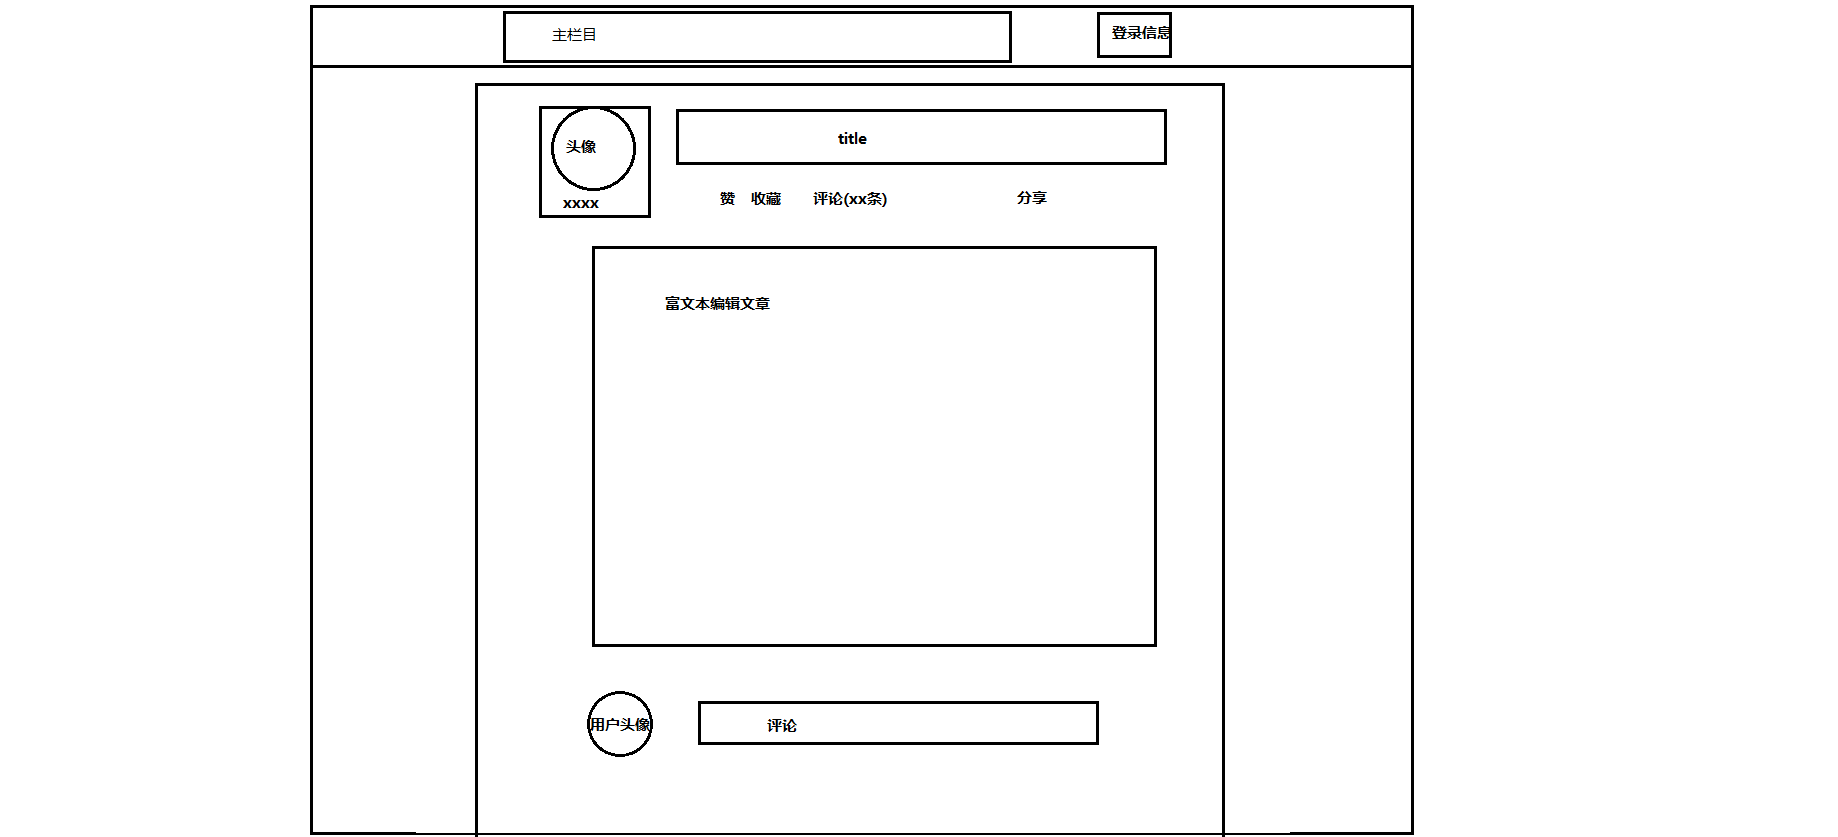 主栏目
登录信息
头像
xxxx
title
赞 收藏 评论(xx条) 分享
富文本编辑文章
用户头像
评论